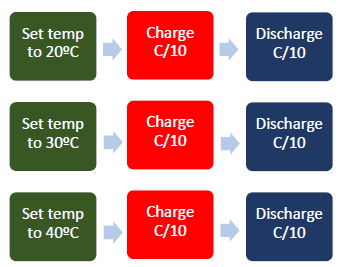 Set temp
to 20ºC
Charge
C/10
Discharge
C/10
Set temp
to 30ºC
Charge
C/10
Discharge
C/10
Set temp
to 40ºC
Charge
C/10
Discharge
C/10